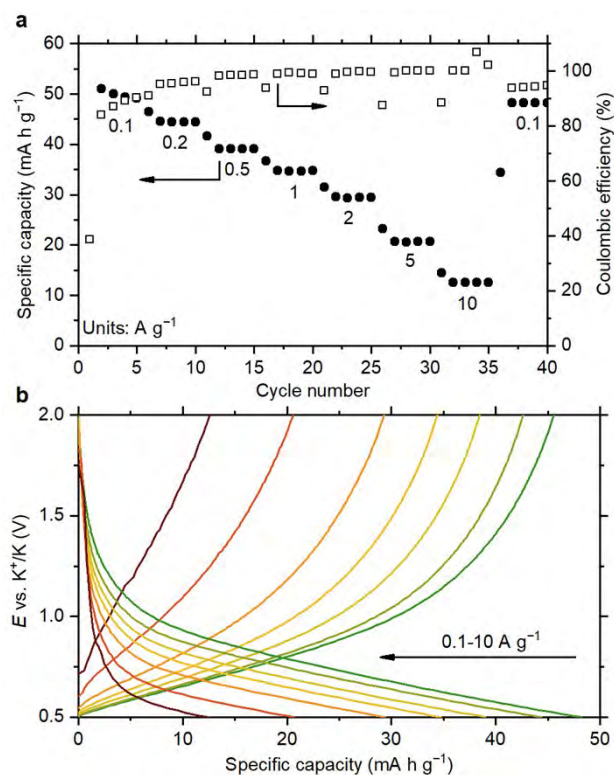 a
60
50
40
30
20
10
0
Specific capacity (mA h g⁻¹)
0.1
0.2
0.5
1
2
5
10
0.1
Units: A g⁻¹
100
80
60
40
20
0
Coulombic efficiency (%)
0 5 10 15 20 25 30 35 40
Cycle number
b
2.0
1.5
1.0
0.5
E vs. K⁺/K (V)
0.1-10 A g⁻¹
0 10 20 30 40 50
Specific capacity (mA h g⁻¹)